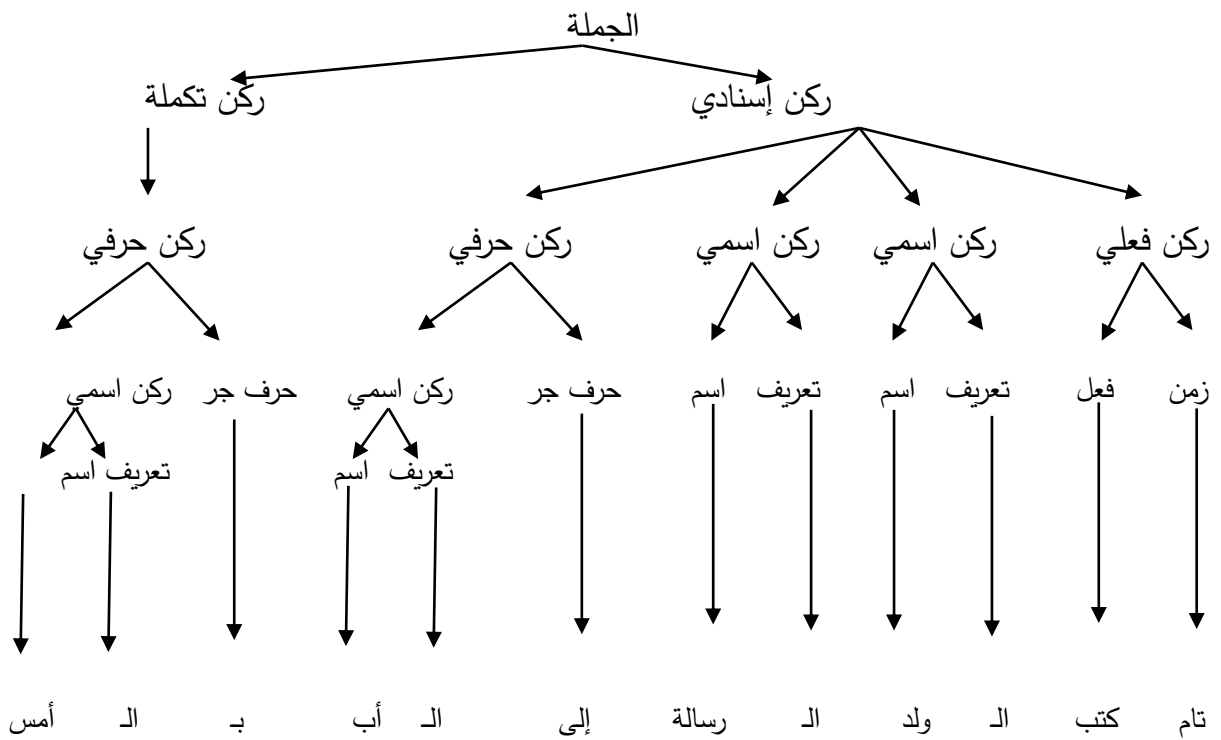 الجملة
ركن إسنادي ركن تكملة
ركن فعلي ركن اسمي ركن اسمي ركن حرفي ركن حرفي
زمن فعل تعريف اسم تعريف اسم حرف جر ركن اسمي حرف جر ركن اسمي
تعريف اسم تعريف اسم
تام كتب الـ ولد الـ رسالة إلى الـ أب بـ الـ أمس